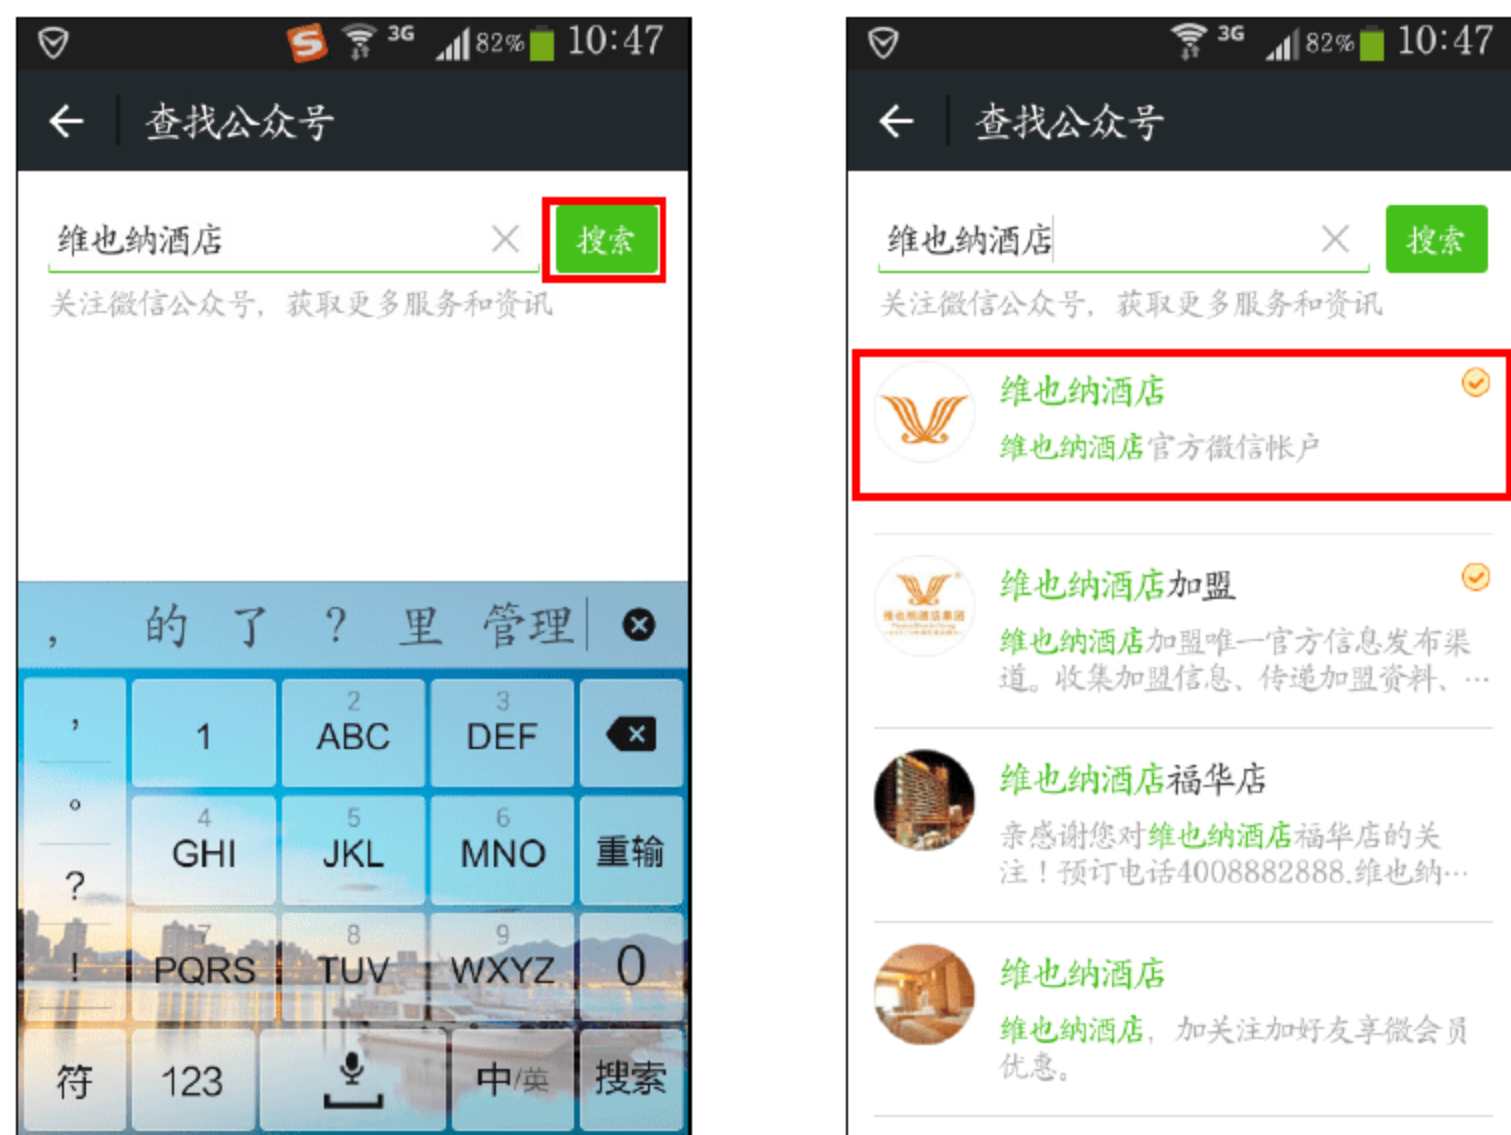 3G 82% 10:47
查找公众号
维也纳酒店
搜索
关注微信公众号，获取更多服务和资讯
， 的 了 ？ 里 管理
，
1
2
ABC
3
DEF
。
4
GHI
5
JKL
6
MNO
重输
?
!
7
PQRS
8
TUV
9
WXYZ
0
符
123
中/英
搜索
3G 82% 10:47
查找公众号
维也纳酒店
搜索
关注微信公众号，获取更多服务和资讯
维也纳酒店
维也纳酒店官方微信帐户
维也纳酒店集团
维也纳酒店加盟
维也纳酒店加盟唯一官方信息发布渠
道。收集加盟信息、传递加盟资料、…
维也纳酒店福华店
亲感谢您对维也纳酒店福华店的关
注！预订电话4008882888.维也纳…
维也纳酒店
维也纳酒店，加关注加好友享微会员
优惠。